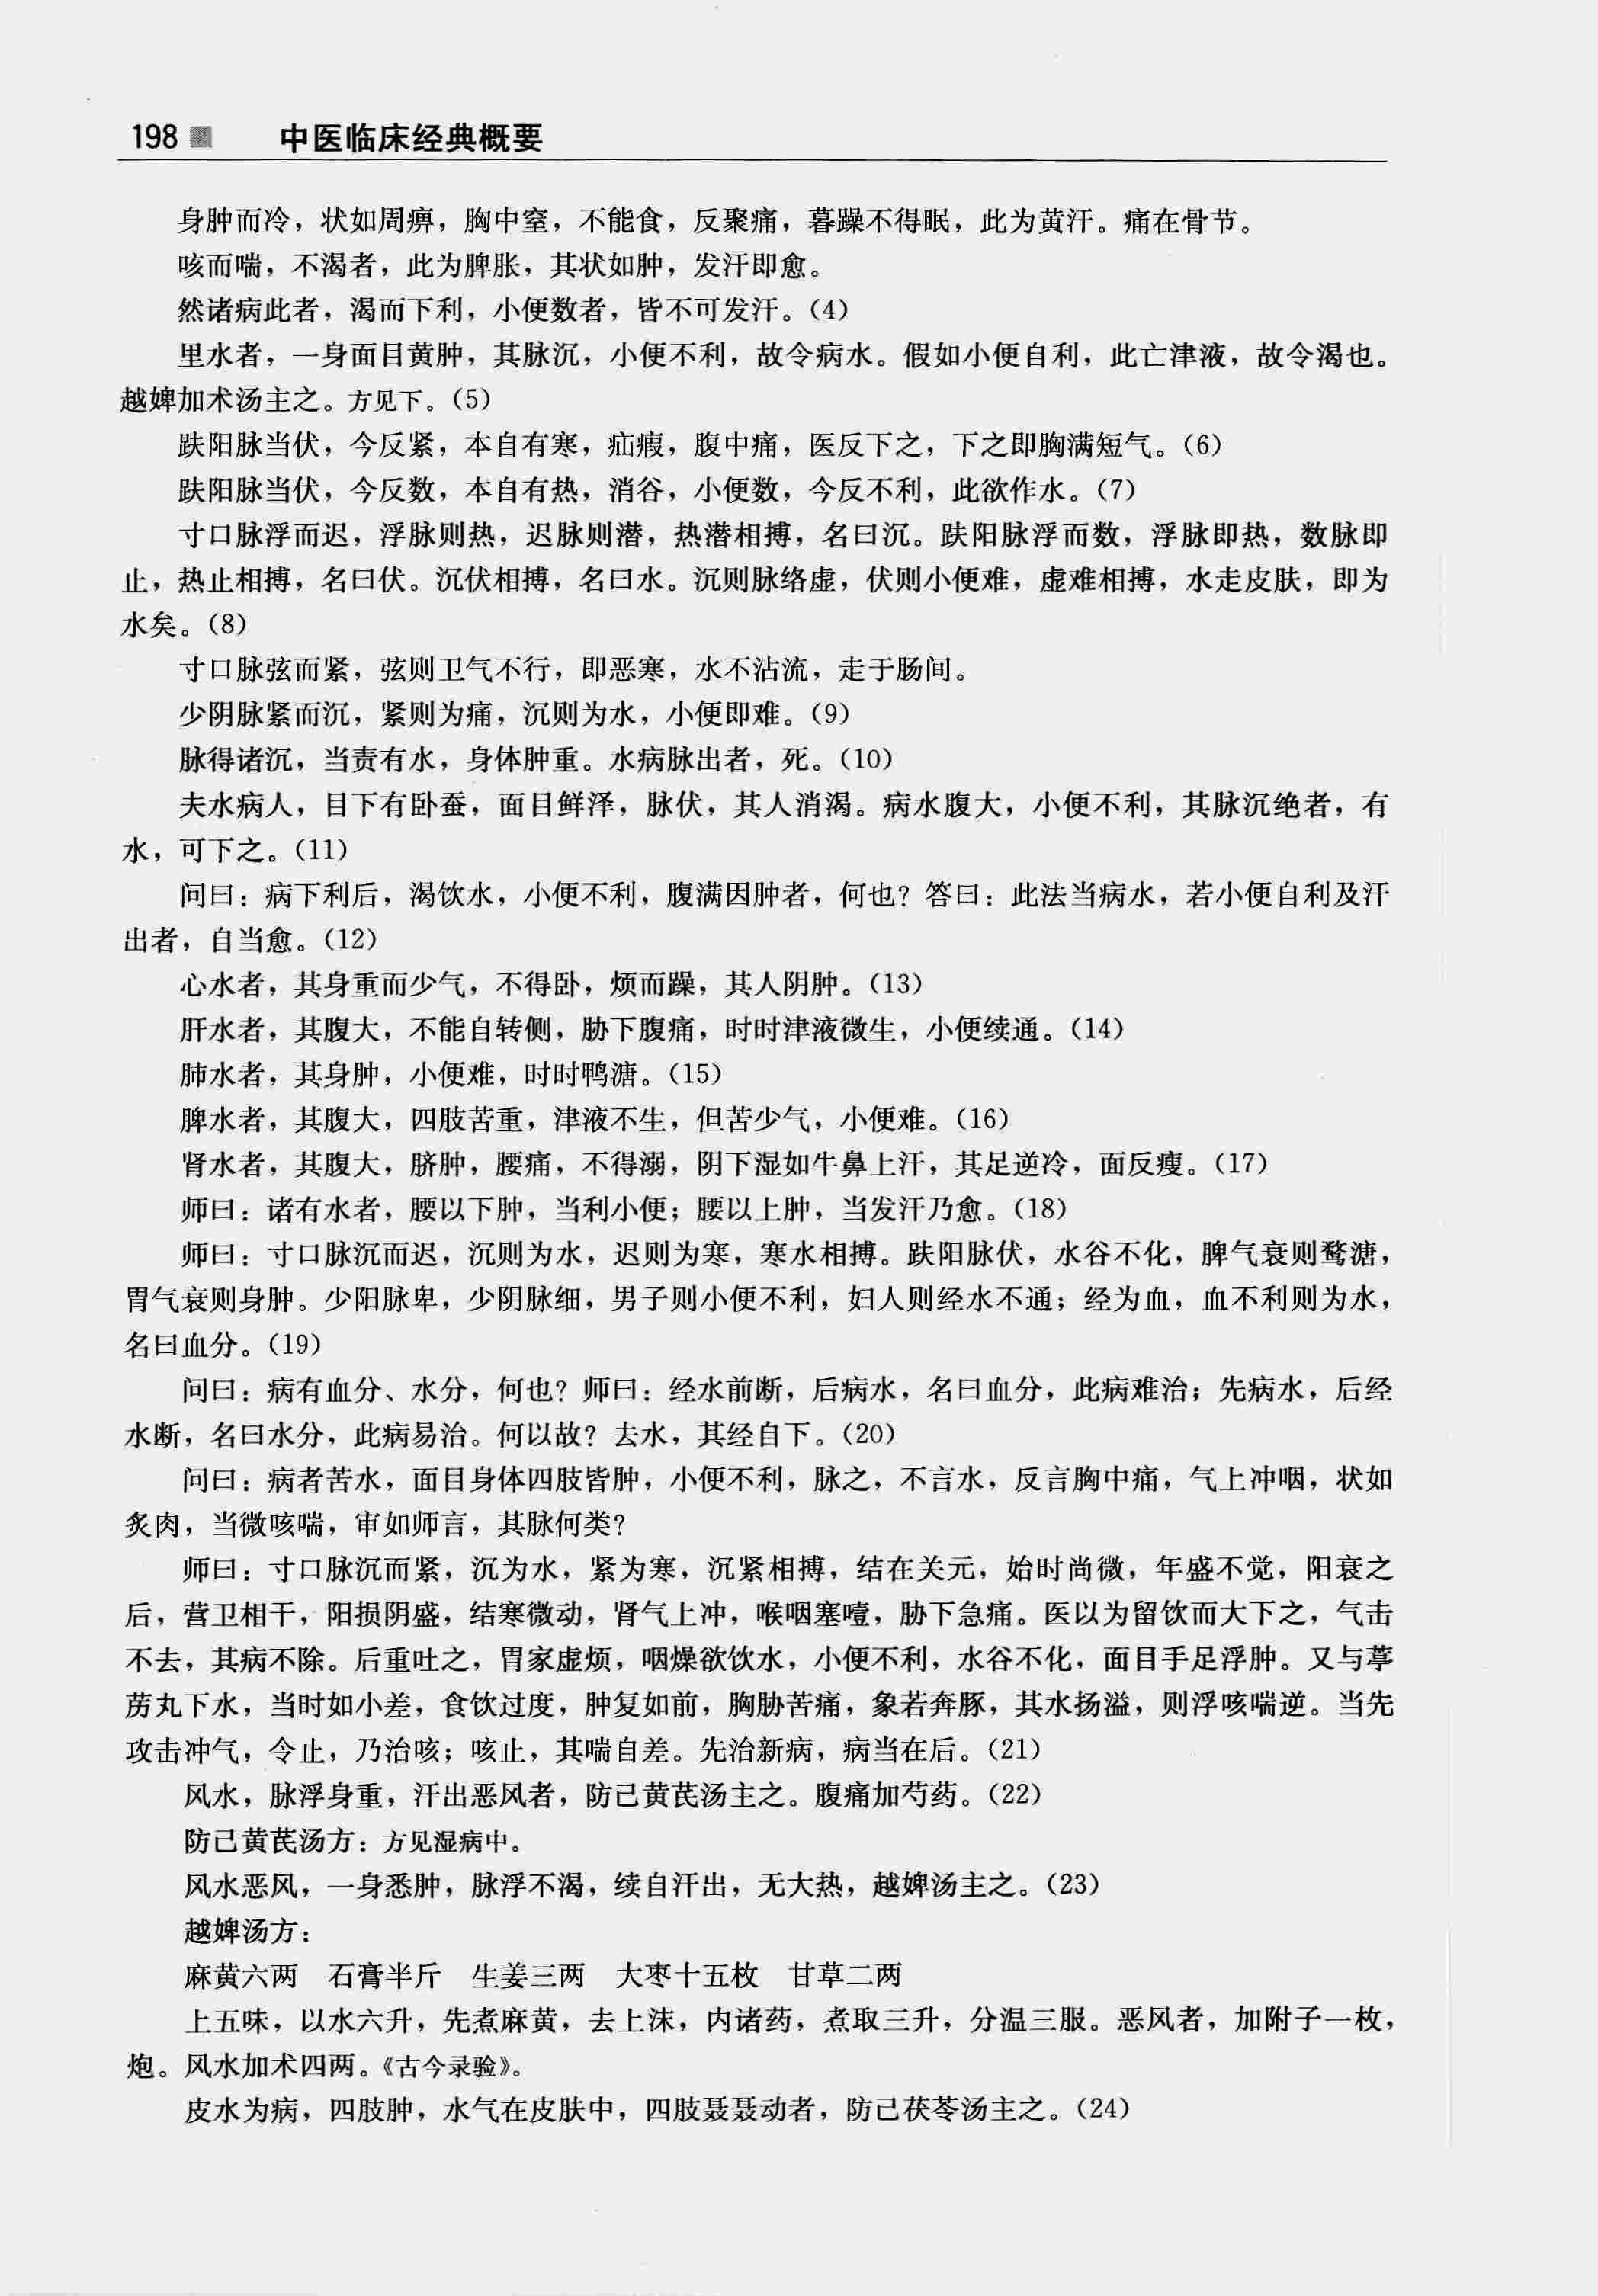 198 中医临床经典概要
身肿而冷，状如周痹，胸中窒，不能食，反聚痛，暮躁不得眠，此为黄汗。痛在骨节。
咳而喘，不渴者，此为脾胀，其状如肿，发汗即愈。
然诸病此者，渴而下利，小便数者，皆不可发汗。(4)
里水者，一身面目黄肿，其脉沉，小便不利，故令病水。假如小便自利，此亡津液，故令渴也。
越婢加术汤主之。方见下。(5)
趺阳脉当伏，今反紧，本自有寒，疝瘕，腹中痛，医反下之，下之即胸满短气。(6)
趺阳脉当伏，今反数，本自有热，消谷，小便数，今反不利，此欲作水。(7)
寸口脉浮而迟，浮脉则热，迟脉则潜，热潜相搏，名曰沉。趺阳脉浮而数，浮脉即热，数脉即
止，热止相搏，名曰伏。沉伏相搏，名曰水。沉则脉络虚，伏则小便难，虚难相搏，水走皮肤，即为
水矣。(8)
寸口脉弦而紧，弦则卫气不行，即恶寒，水不沾流，走于肠间。
少阴脉紧而沉，紧则为痛，沉则为水，小便即难。(9)
脉得诸沉，当责有水，身体肿重。水病脉出者，死。(10)
夫水病人，目下有卧蚕，面目鲜泽，脉伏，其人消渴。病水腹大，小便不利，其脉沉绝者，有
水，可下之。(11)
问曰：病下利后，渴饮水，小便不利，腹满因肿者，何也？答曰：此法当病水，若小便自利及汗
出者，自当愈。(12)
心水者，其身重而少气，不得卧，烦而躁，其人阴肿。(13)
肝水者，其腹大，不能自转侧，胁下腹痛，时时津液微生，小便续通。(14)
肺水者，其身肿，小便难，时时鸭溏。(15)
脾水者，其腹大，四肢苦重，津液不生，但苦少气，小便难。(16)
肾水者，其腹大，脐肿，腰痛，不得溺，阴下湿如牛鼻上汗，其足逆冷，面反瘦。(17)
师曰：诸有水者，腰以下肿，当利小便；腰以上肿，当发汗乃愈。(18)
师曰：寸口脉沉而迟，沉则为水，迟则为寒，寒水相搏。趺阳脉伏，水谷不化，脾气衰则鹜溏，
胃气衰则身肿。少阳脉卑，少阴脉细，男子则小便不利，妇人则经水不通；经为血，血不利则为水，
名曰血分。(19)
问曰：病有血分、水分，何也？师曰：经水前断，后病水，名曰血分，此病难治；先病水，后经
水断，名曰水分，此病易治。何以故？去水，其经自下。(20)
问曰：病者苦水，面目身体四肢皆肿，小便不利，脉之，不言水，反言胸中痛，气上冲咽，状如
炙肉，当微咳喘，审如师言，其脉何类？
师曰：寸口脉沉而紧，沉为水，紧为寒，沉紧相搏，结在关元，始时尚微，年盛不觉，阳衰之
后，营卫相干，阳损阴盛，结寒微动，肾气上冲，喉咽塞噎，胁下急痛。医以为留饮而大下之，气击
不去，其病不除。后重吐之，胃家虚烦，咽燥欲饮水，小便不利，水谷不化，面目手足浮肿。又与葶
苈丸下水，当时如小差，食饮过度，肿复如前，胸胁苦痛，象若奔豚，其水扬溢，则浮咳喘逆。当先
攻击冲气，令止，乃治咳；咳止，其喘自差。先治新病，病当在后。(21)
风水，脉浮身重，汗出恶风者，防己黄芪汤主之。腹痛加芍药。(22)
防己黄芪汤方：方见湿病中。
风水恶风，一身悉肿，脉浮不渴，续自汗出，无大热，越婢汤主之。(23)
越婢汤方：
麻黄六两 石膏半斤 生姜三两 大枣十五枚 甘草二两
上五味，以水六升，先煮麻黄，去上沫，内诸药，煮取三升，分温三服。恶风者，加附子一枚，
炮。风水加术四两。《古今录验》。
皮水为病，四肢肿，水气在皮肤中，四肢聂聂动者，防己茯苓汤主之。(24)